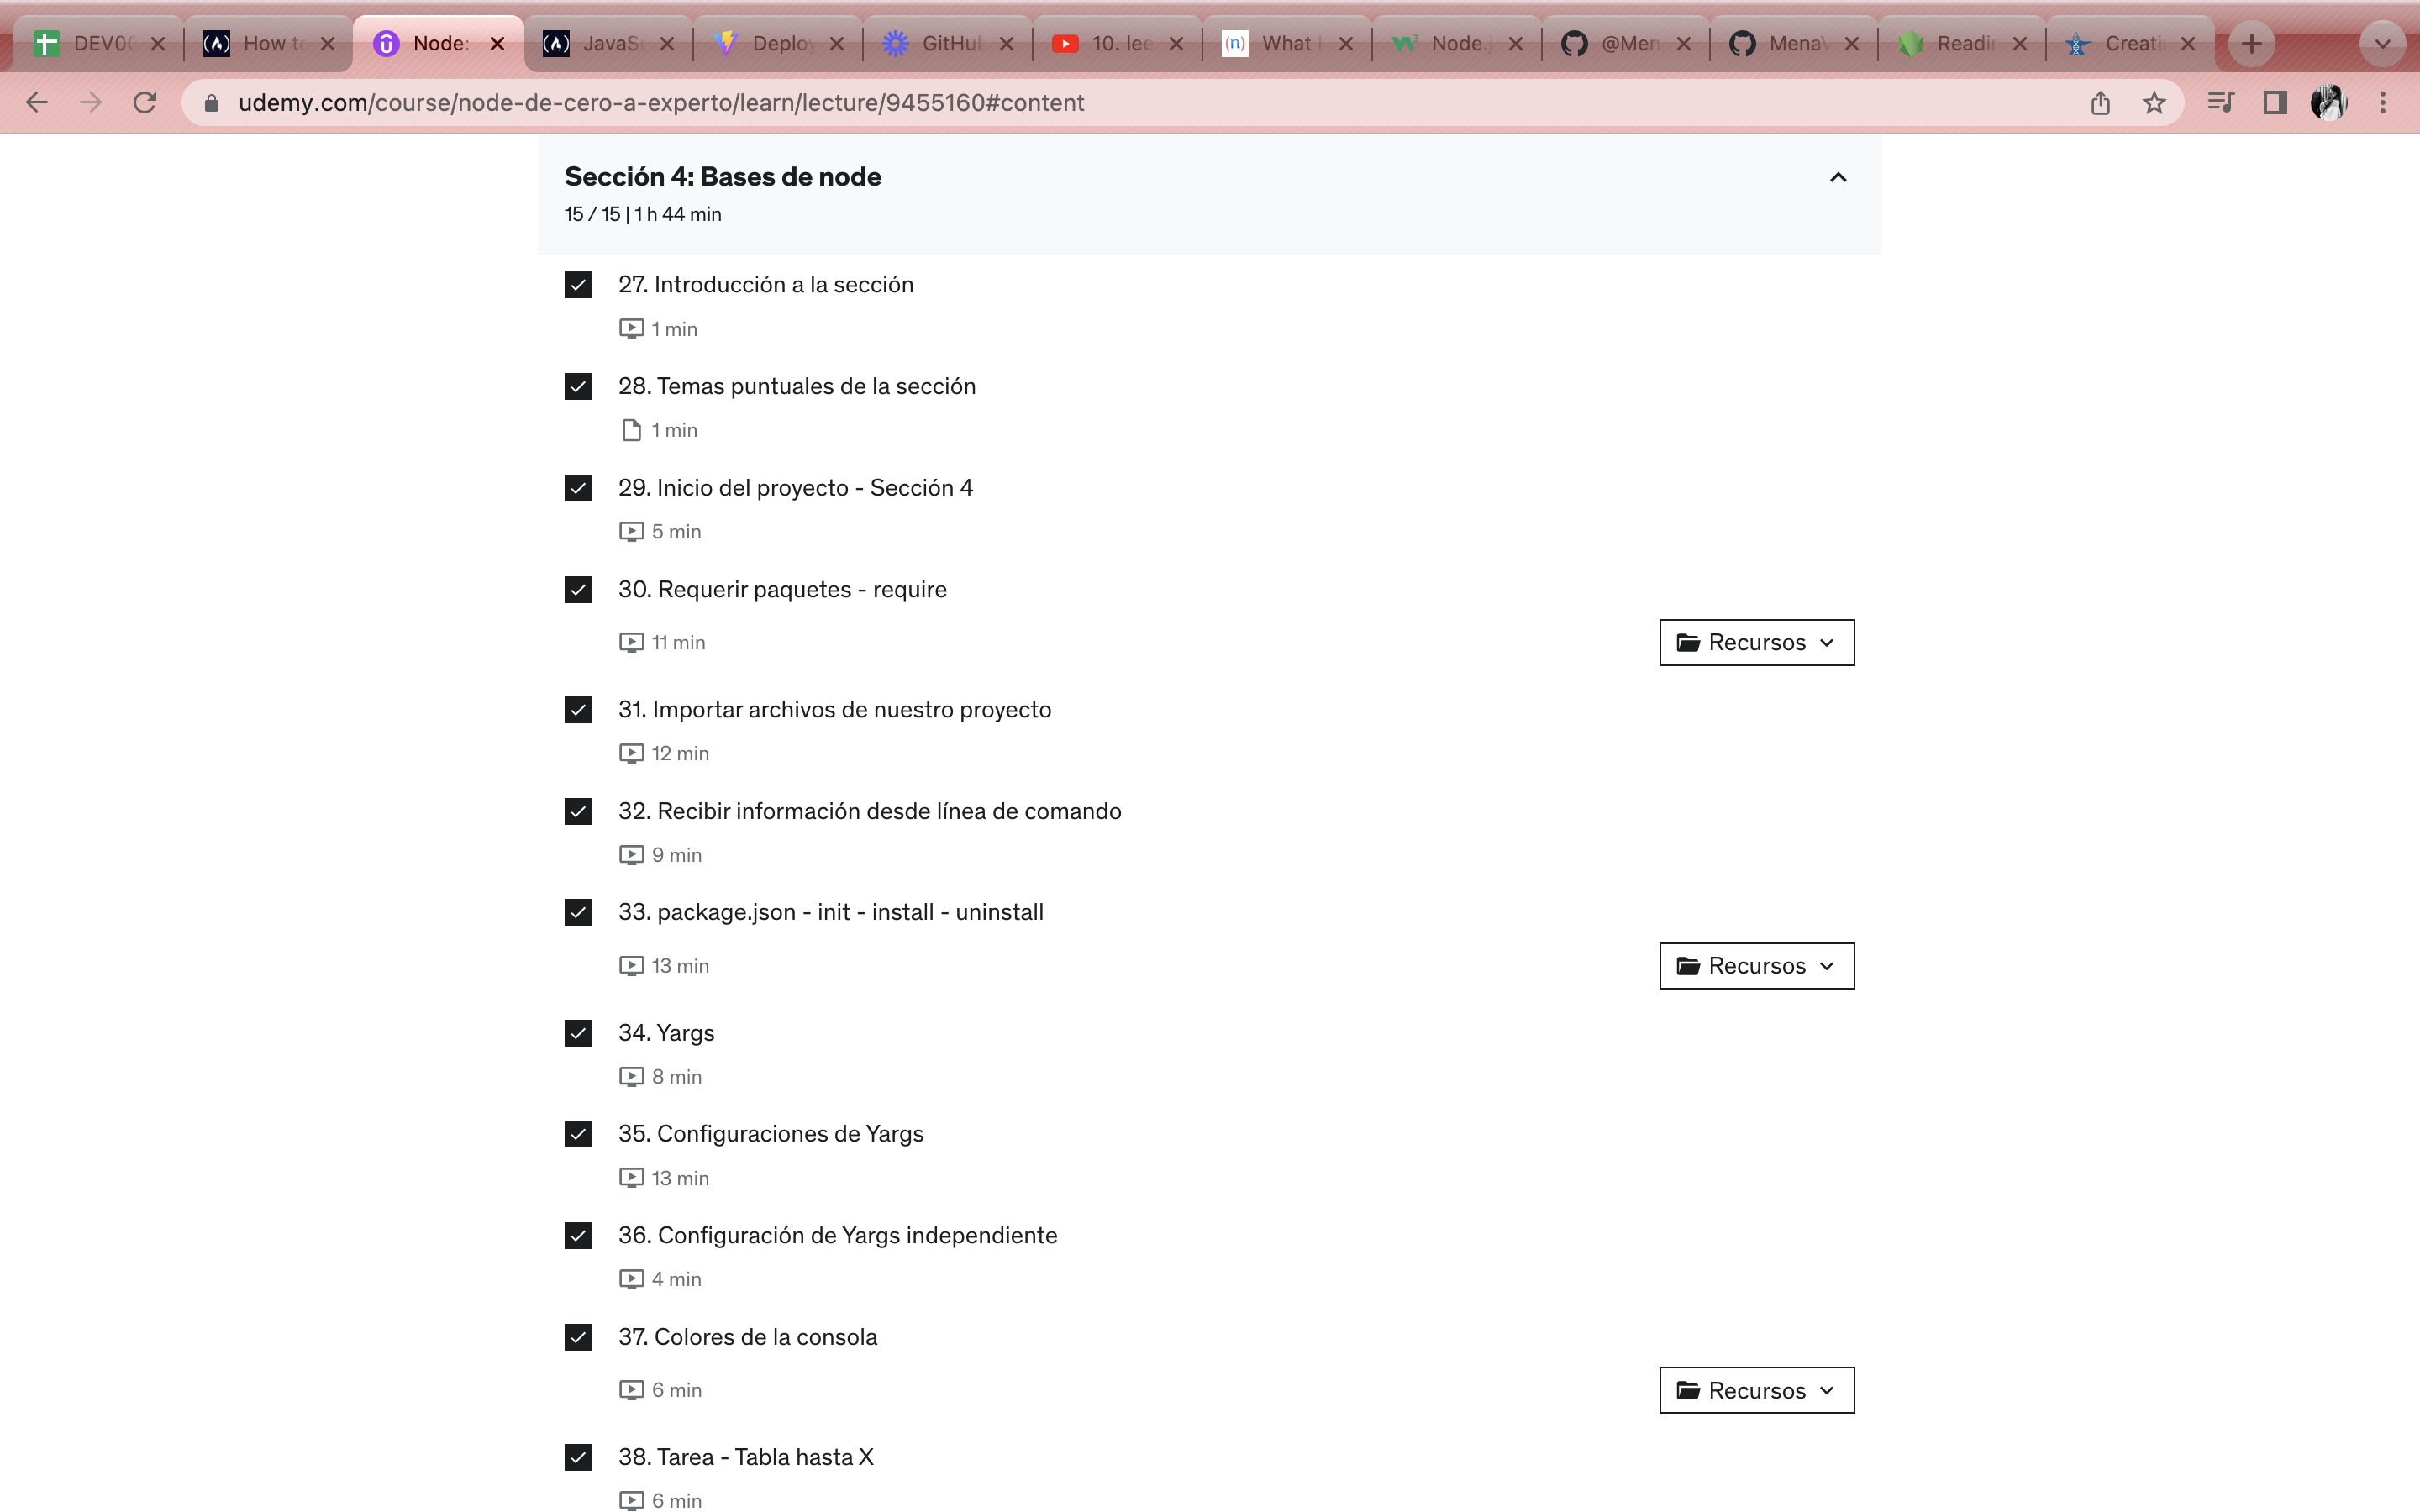 DEV00
How to
Node:
JavaSc
Deploy
GitHub
10. lee
What
Node.j
@Men
MenaV
Readin
Creatin
udemy.com/course/node-de-cero-a-experto/learn/lecture/9455160#content
Sección 4: Bases de node
15 / 15 | 1 h 44 min
27. Introducción a la sección
1 min
28. Temas puntuales de la sección
1 min
29. Inicio del proyecto - Sección 4
5 min
30. Requerir paquetes - require
11 min
Recursos
31. Importar archivos de nuestro proyecto
12 min
32. Recibir información desde línea de comando
9 min
33. package.json - init - install - uninstall
13 min
Recursos
34. Yargs
8 min
35. Configuraciones de Yargs
13 min
36. Configuración de Yargs independiente
4 min
37. Colores de la consola
6 min
Recursos
38. Tarea - Tabla hasta X
6 min